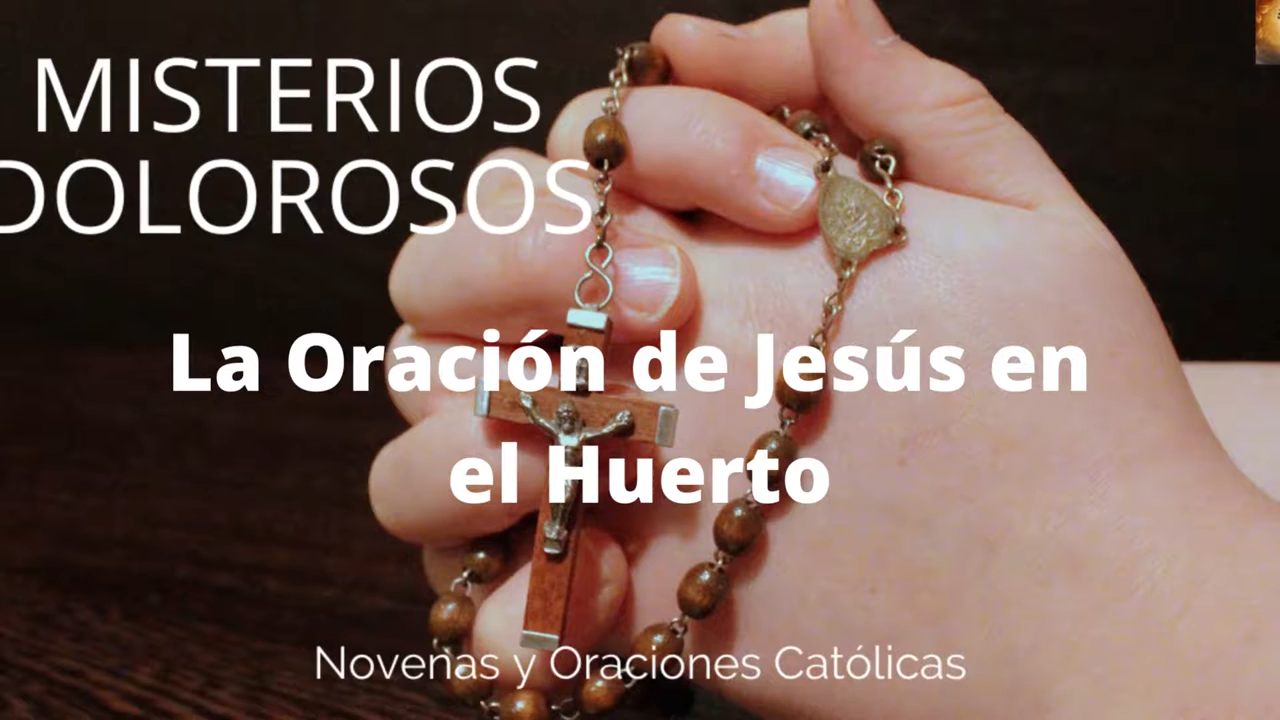 MISTERIOS
DOLOROSOS
La Oración de Jesús en
el Huerto
Novenas y Oraciones Católicas